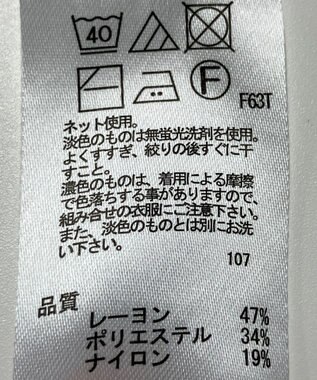 40
F
F63T
ネット使用。
淡色のものは無蛍光洗剤を使用。
よくすすぎ、絞りの後すぐに干
すこと。
濃色のものは、着用による摩擦
で色落ちする事がありますので、
組み合せの衣服にご注意下さい。
また、淡色のものとは別にお洗
い下さい。
107
品質
レーヨン 47%
ポリエステル 34%
ナイロン 19%